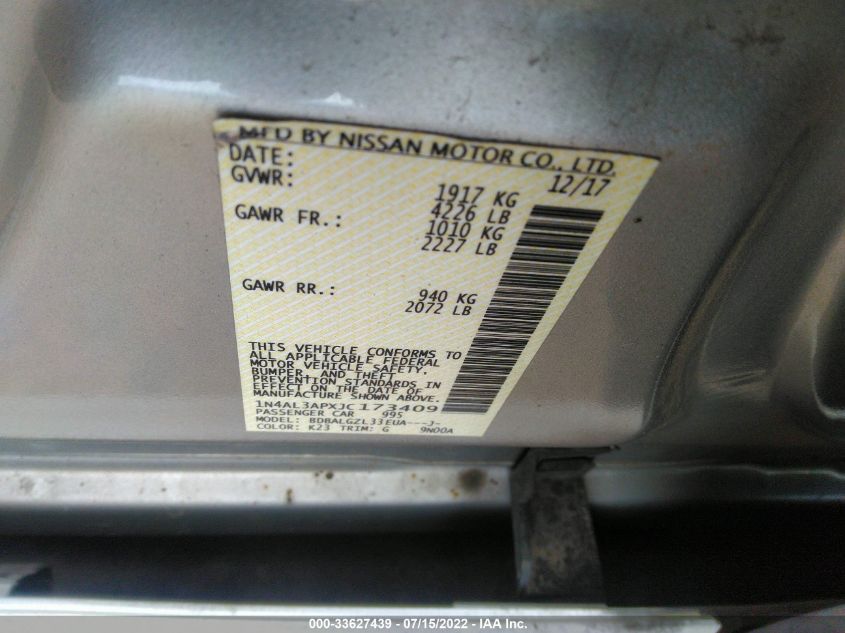 MFD BY NISSAN MOTOR CO., LTD.
DATE: 12/17
GVWR: 1917 KG
4226 LB
GAWR FR.: 1010 KG
2227 LB
GAWR RR.: 940 KG
2072 LB
THIS VEHICLE CONFORMS TO
ALL APPLICABLE FEDERAL
MOTOR VEHICLE SAFETY,
BUMPER, AND THEFT
PREVENTION STANDARDS IN
EFFECT ON THE DATE OF
MANUFACTURE SHOWN ABOVE.
1N4AL3APXJC173409
PASSENGER CAR 995
MODEL: BDBALGZL33EUA---J-
COLOR: K23 TRIM: G 9N00A
000-33627439 - 07/15/2022 - IAA Inc.